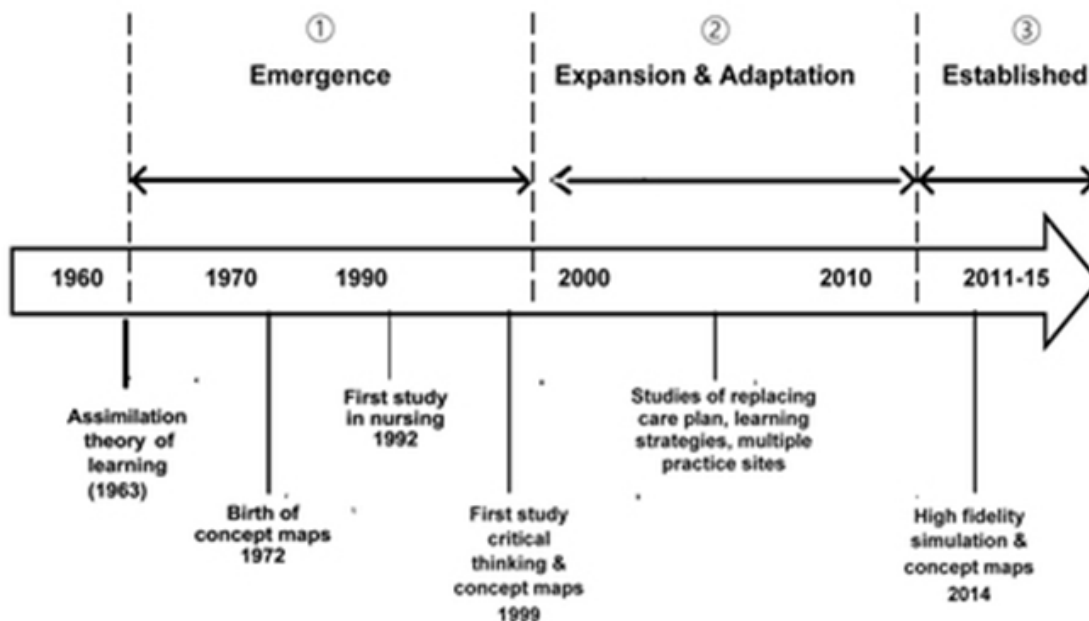 ① ② ③
Emergence Expansion & Adaptation Established
1960 1970 1990 2000 2010 2011-15
Assimilation
theory of
learning
(1963)
Birth of
concept maps
1972
First study
in nursing
1992
First study
critical
thinking &
concept maps
1999
Studies of replacing
care plan, learning
strategies, multiple
practice sites
High fidelity
simulation &
concept maps
2014